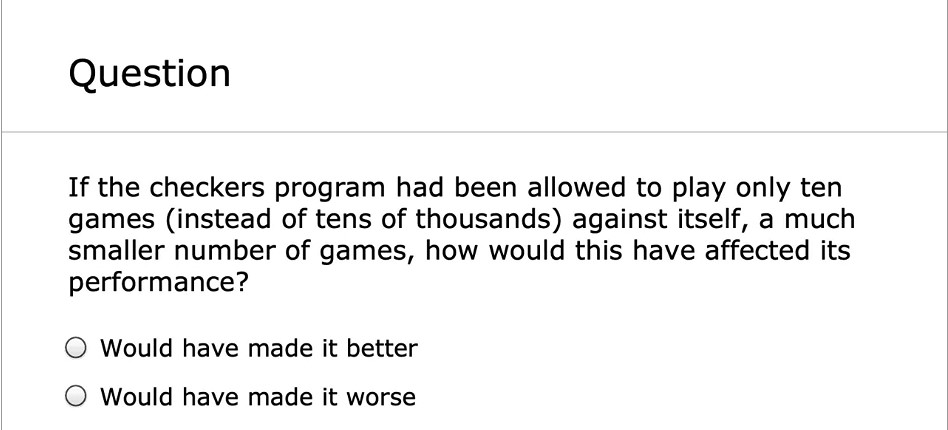 Question
If the checkers program had been allowed to play only ten
games (instead of tens of thousands) against itself, a much
smaller number of games, how would this have affected its
performance?
Would have made it better
Would have made it worse